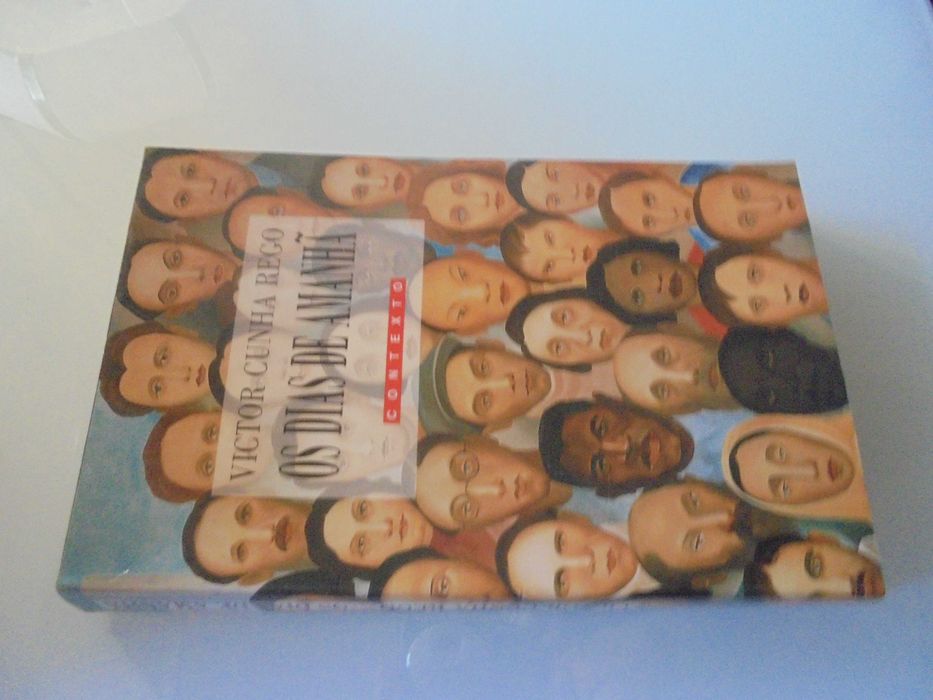 VICTOR CUNHA REGO
OS DIAS DE AMANHÃ
CONTEXTO